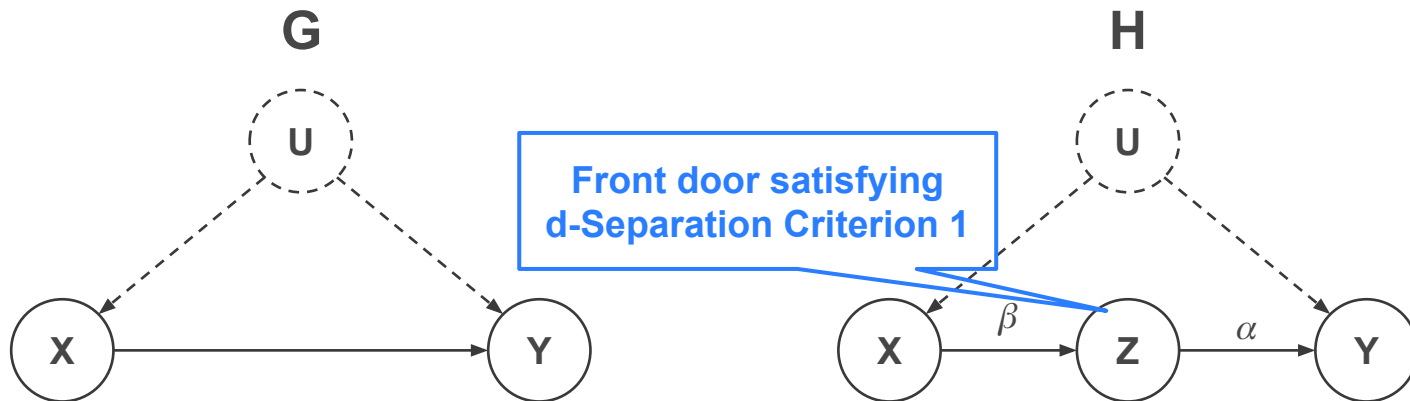 G
H
U
U
Front door satisfying
d-Separation Criterion 1
X
Y
X
β
Z
α
Y